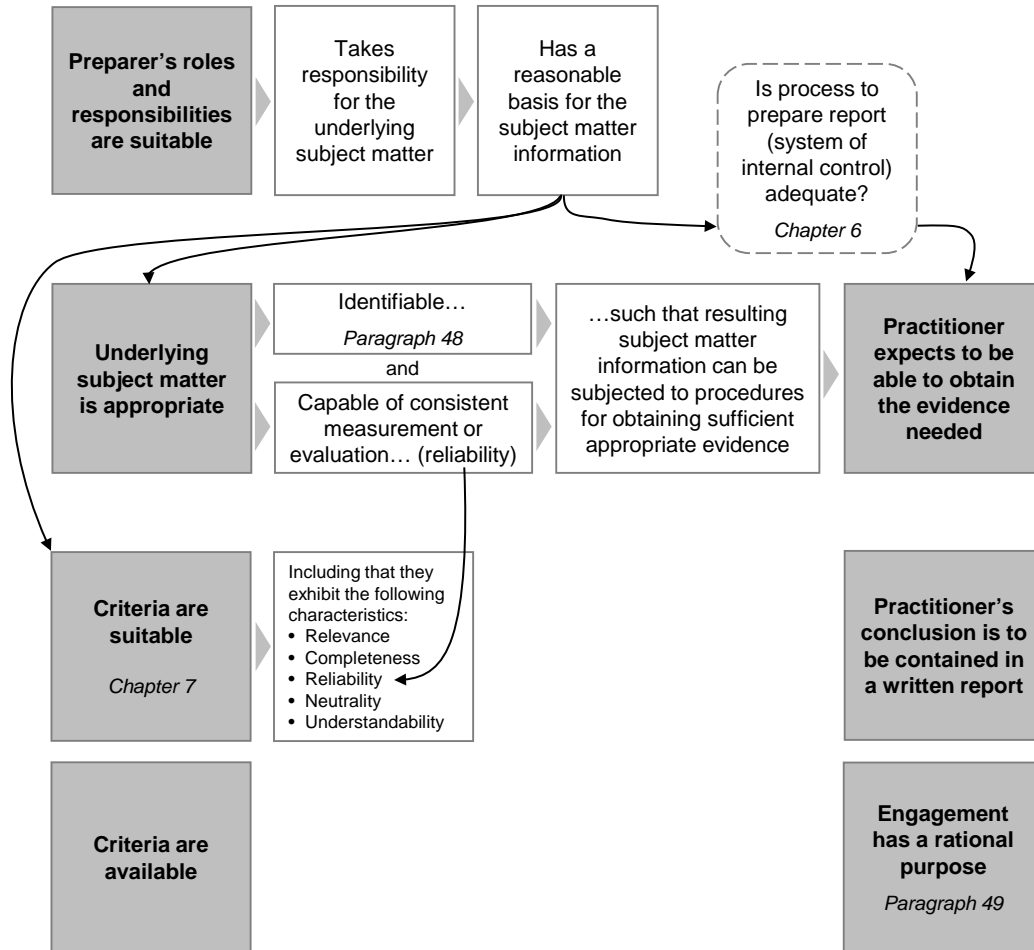 Preparer’s roles
and
responsibilities
are suitable
Takes
responsibility
for the
underlying
subject matter
Has a
reasonable
basis for the
subject matter
information
Is process to
prepare report
(system of
internal control)
adequate?
Chapter 6
Underlying
subject matter
is appropriate
Identifiable…
Paragraph 48
and
Capable of consistent
measurement or
evaluation… (reliability)
…such that resulting
subject matter
information can be
subjected to procedures
for obtaining sufficient
appropriate evidence
Practitioner
expects to be
able to obtain
the evidence
needed
Criteria are
suitable
Chapter 7
Including that they
exhibit the following
characteristics:
• Relevance
• Completeness
• Reliability
• Neutrality
• Understandability
Practitioner’s
conclusion is to
be contained in
a written report
Criteria are
available
Engagement
has a rational
purpose
Paragraph 49